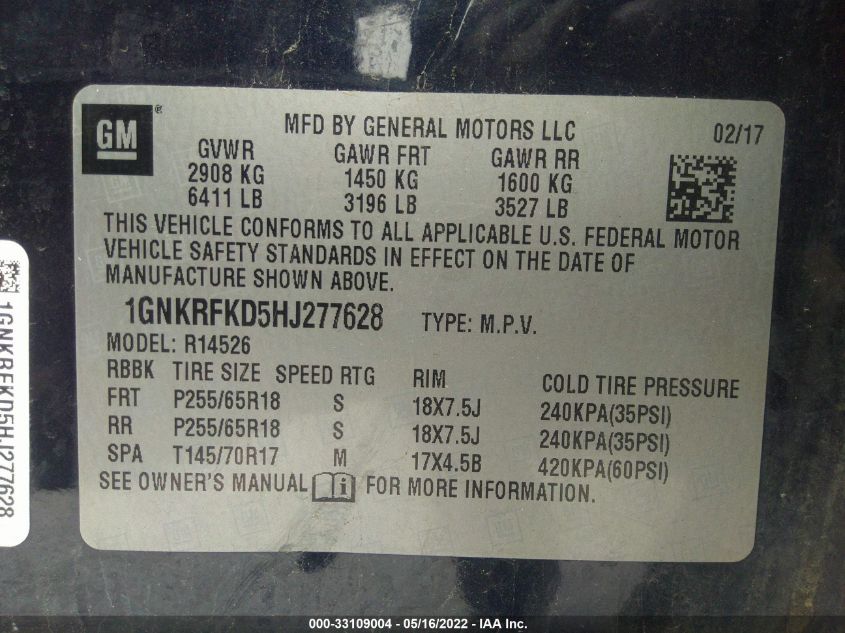 GM®
MFD BY GENERAL MOTORS LLC 02/17
GVWR GAWR FRT GAWR RR
2908 KG 1450 KG 1600 KG
6411 LB 3196 LB 3527 LB
THIS VEHICLE CONFORMS TO ALL APPLICABLE U.S. FEDERAL MOTOR
VEHICLE SAFETY STANDARDS IN EFFECT ON THE DATE OF
MANUFACTURE SHOWN ABOVE.
1GNKRFKD5HJ277628 TYPE: M.P.V.
MODEL: R14526
RBBK TIRE SIZE SPEED RTG RIM COLD TIRE PRESSURE
FRT P255/65R18 S 18X7.5J 240KPA(35PSI)
RR P255/65R18 S 18X7.5J 240KPA(35PSI)
SPA T145/70R17 M 17X4.5B 420KPA(60PSI)
SEE OWNER'S MANUAL i FOR MORE INFORMATION.
1GNKRFKD5HJ277628
000-33109004 - 05/16/2022 - IAA Inc.